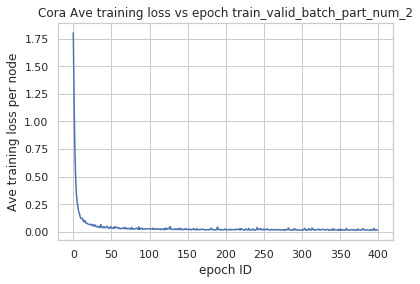 Cora Ave training loss vs epoch train_valid_batch_part_num_2
1.75
1.50
1.25
1.00
0.75
0.50
0.25
0.00
Ave training loss per node
0 50 100 150 200 250 300 350 400
epoch ID